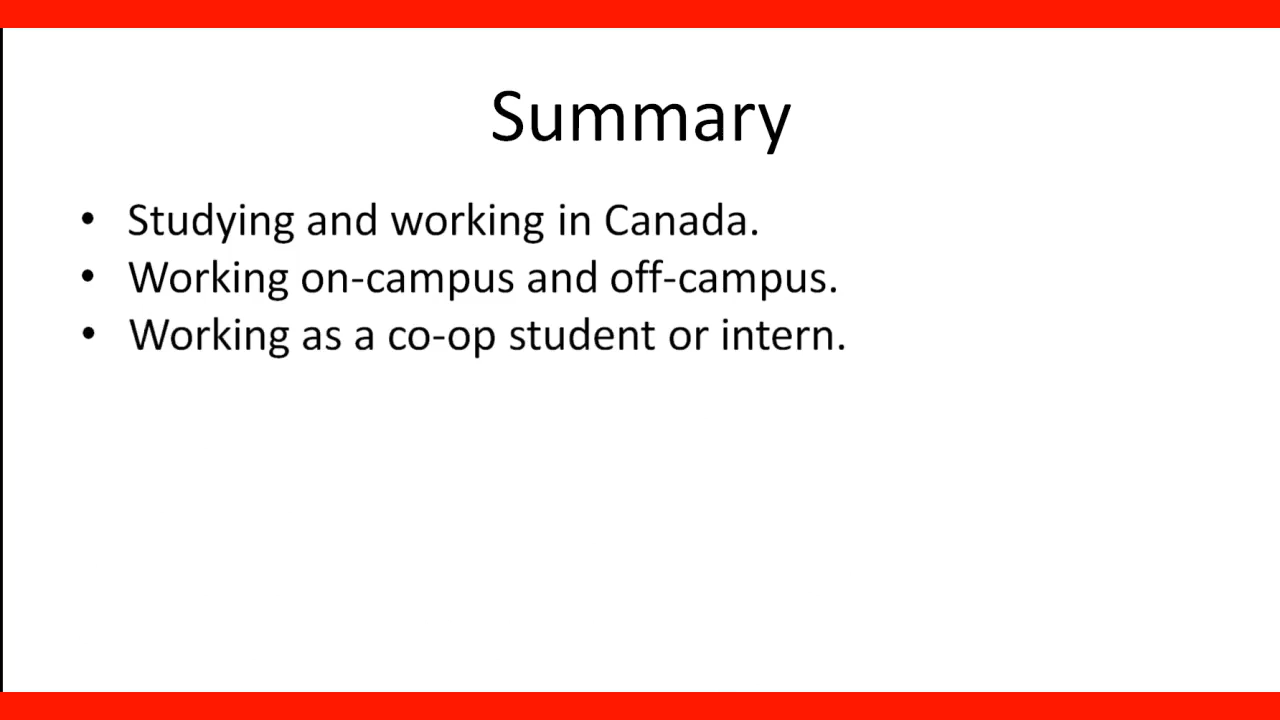 Summary
• Studying and working in Canada.
• Working on-campus and off-campus.
• Working as a co-op student or intern.